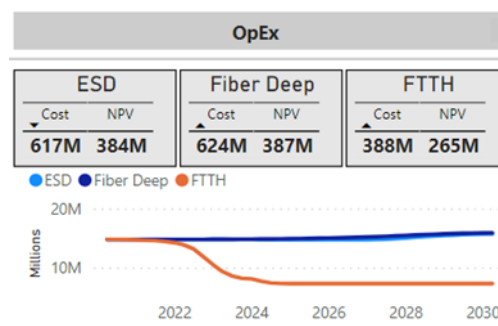 OpEx
ESD Fiber Deep FTTH
Cost NPV Cost NPV Cost NPV
617M 384M 624M 387M 388M 265M
ESD Fiber Deep FTTH
20M
Millions
10M
2022 2024 2026 2028 2030